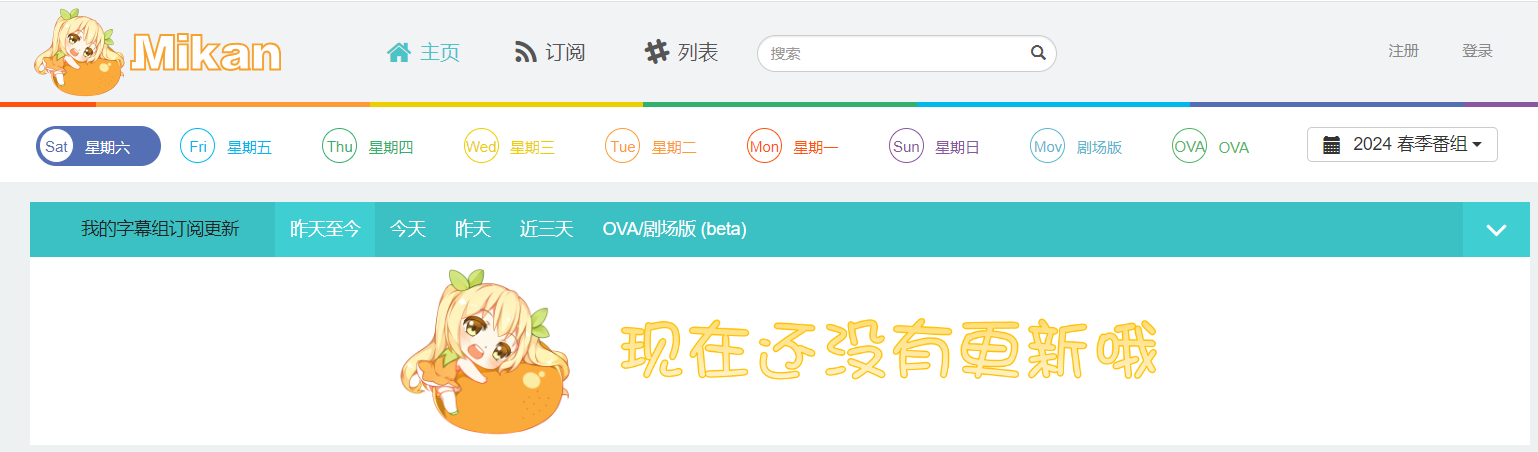 Mikan 主页 订阅 列表 搜索 注册 登录
Sat 星期六 Fri 星期五 Thu 星期四 Wed 星期三 Tue 星期二 Mon 星期一 Sun 星期日 Mov 剧场版 OVA OVA 2024 春季番组
我的字幕组订阅更新 昨天至今 今天 昨天 近三天 OVA/剧场版 (beta)
现在还没有更新哦